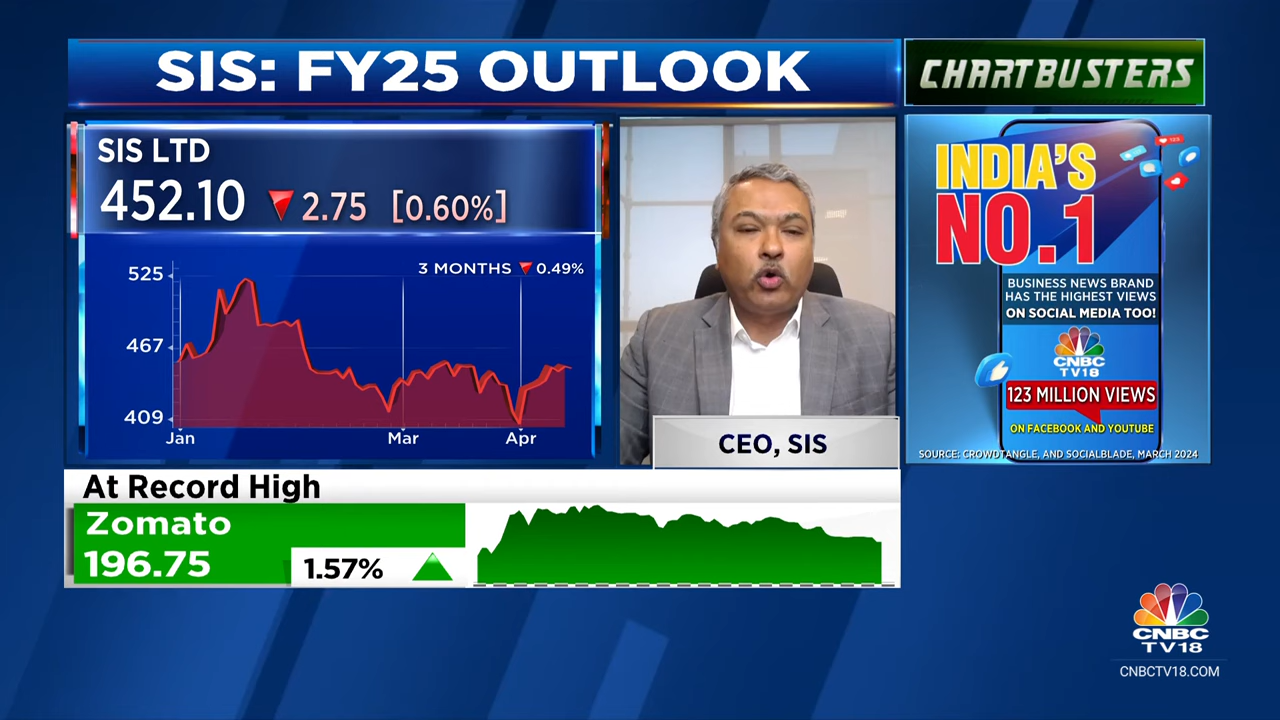 SIS: FY25 OUTLOOK
CHARTBUSTERS
SIS LTD
452.10 ▼ 2.75 [0.60%]
3 MONTHS ▼ 0.49%
525
467
409
Jan Mar Apr
CEO, SIS
INDIA'S
NO.1
BUSINESS NEWS BRAND
HAS THE HIGHEST VIEWS
ON SOCIAL MEDIA TOO!
CNBC
TV18
123 MILLION VIEWS
ON FACEBOOK AND YOUTUBE
SOURCE: CROWDTANGLE, AND SOCIALBLADE, MARCH 2024
At Record High
Zomato
196.75 1.57% ▲
CNBC
TV18
CNBCTV18.COM